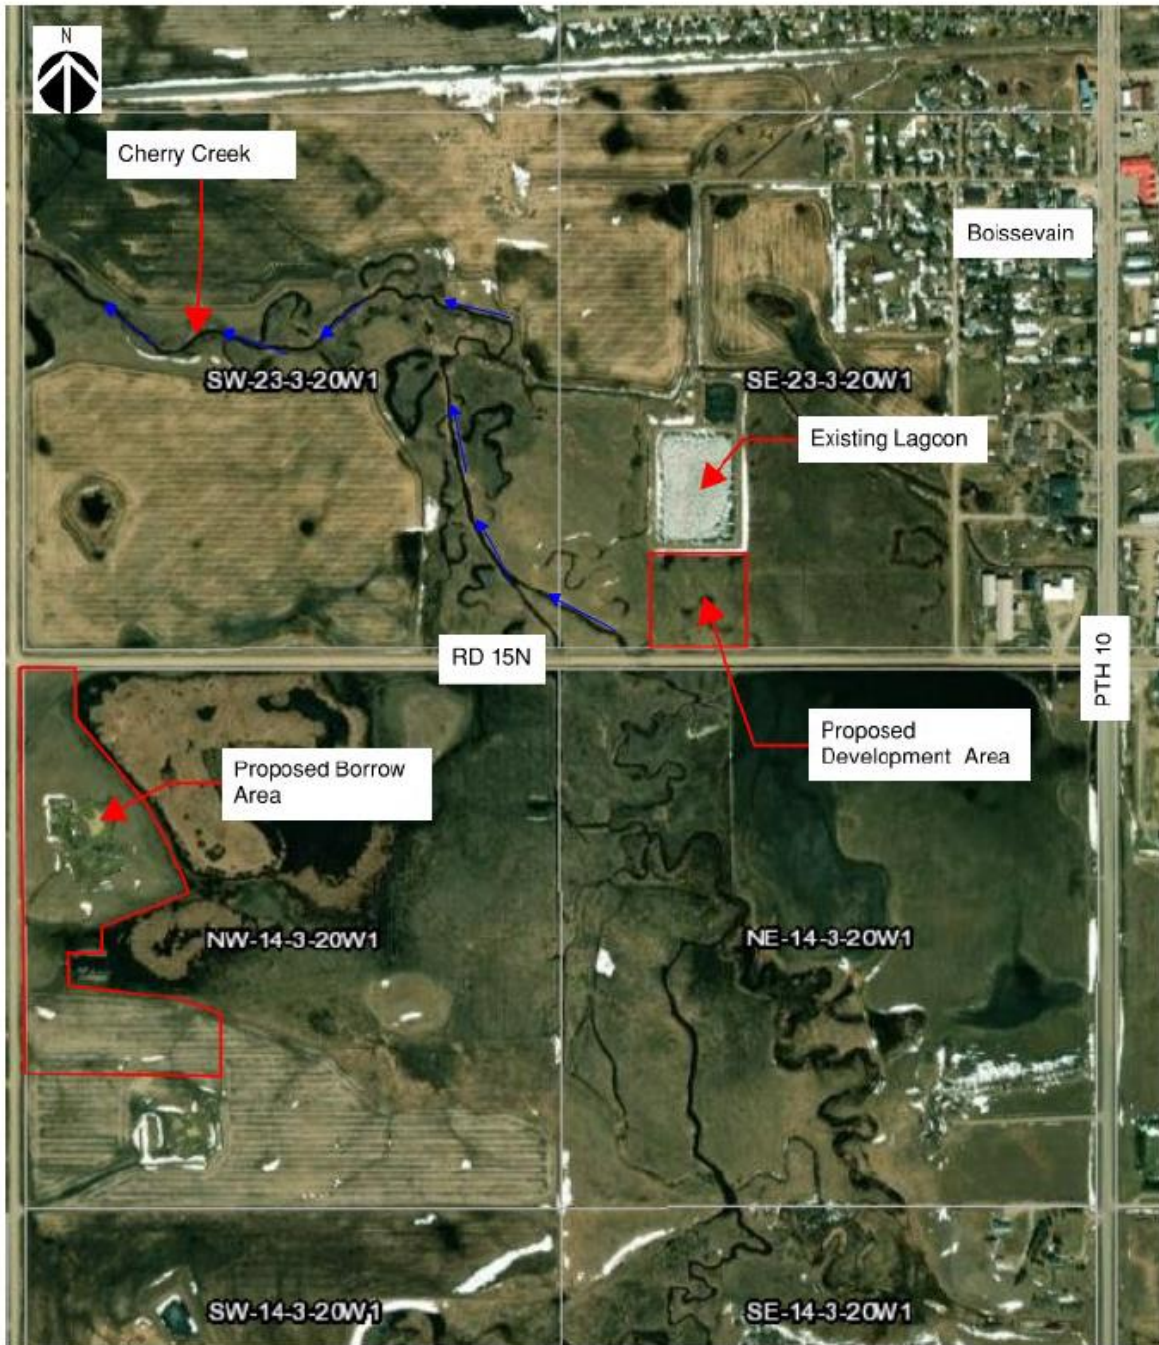 N
Cherry Creek
Boissevain
SW-23-3-20W1
SE-23-3-20W1
Existing Lagoon
RD 15N
PTH 10
Proposed
Development Area
Proposed Borrow
Area
NW-14-3-20W1
NE-14-3-20W1
SW-14-3-20W1
SE-14-3-20W1